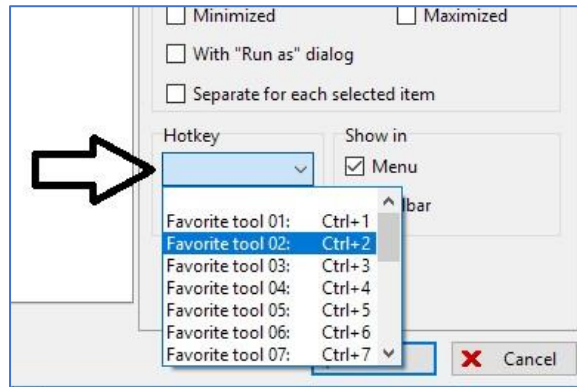 Minimized Maximized
With "Run as" dialog
Separate for each selected item
Hotkey Show in
Menu
lbar
Favorite tool 01: Ctrl+1
Favorite tool 02: Ctrl+2
Favorite tool 03: Ctrl+3
Favorite tool 04: Ctrl+4
Favorite tool 05: Ctrl+5
Favorite tool 06: Ctrl+6
Favorite tool 07: Ctrl+7
Cancel